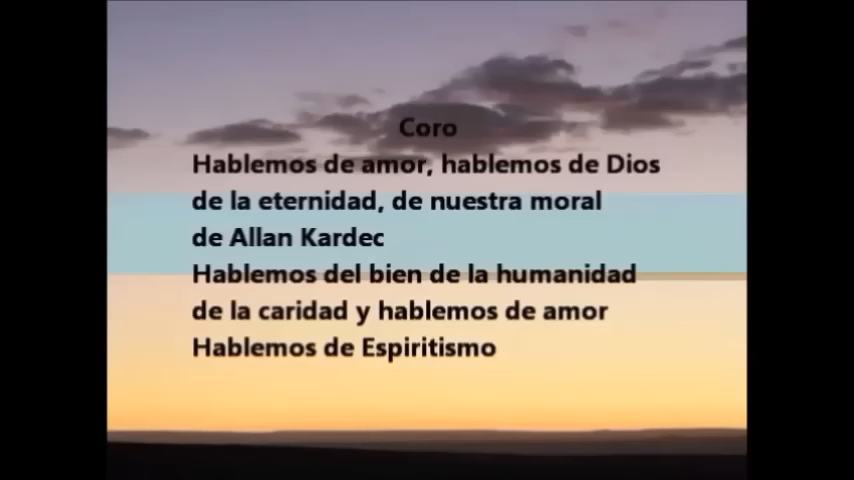 Coro
Hablemos de amor, hablemos de Dios
de la eternidad, de nuestra moral
de Allan Kardec
Hablemos del bien de la humanidad
de la caridad y hablemos de amor
Hablemos de Espiritismo